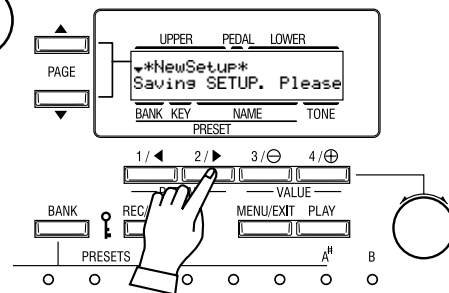 UPPER PEDAL LOWER
PAGE
*NewSetup*
Saving SETUP. Please
BANK KEY NAME TONE
PRESET
1/◀ 2/▶ 3/⊖ 4/⊕
VALUE
BANK REC/ MENU/EXIT PLAY
PRESETS A# B